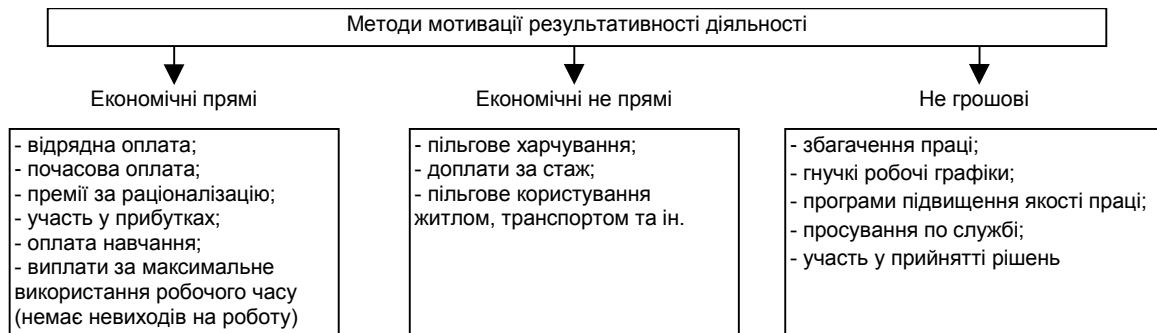 Методи мотивації результативності діяльності
Економічні прямі
- відрядна оплата;
- почасова оплата;
- премії за раціоналізацію;
- участь у прибутках;
- оплата навчання;
- виплати за максимальне
використання робочого часу
(немає невиходів на роботу)
Економічні не прямі
- пільгове харчування;
- доплати за стаж;
- пільгове користування
житлом, транспортом та ін.
Не грошові
- збагачення праці;
- гнучкі робочі графіки;
- програми підвищення якості праці;
- просування по службі;
- участь у прийнятті рішень